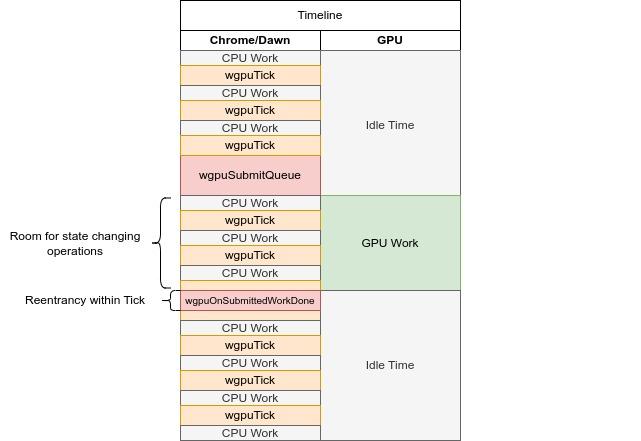 Timeline
Chrome/Dawn
GPU
CPU Work
wgpuTick
CPU Work
wgpuTick
CPU Work
wgpuTick
Idle Time
wgpuSubmitQueue
CPU Work
wgpuTick
CPU Work
wgpuTick
CPU Work
GPU Work
Room for state changing
operations
Reentrancy within Tick
wgpuOnSubmittedWorkDone
CPU Work
wgpuTick
CPU Work
wgpuTick
CPU Work
wgpuTick
CPU Work
Idle Time